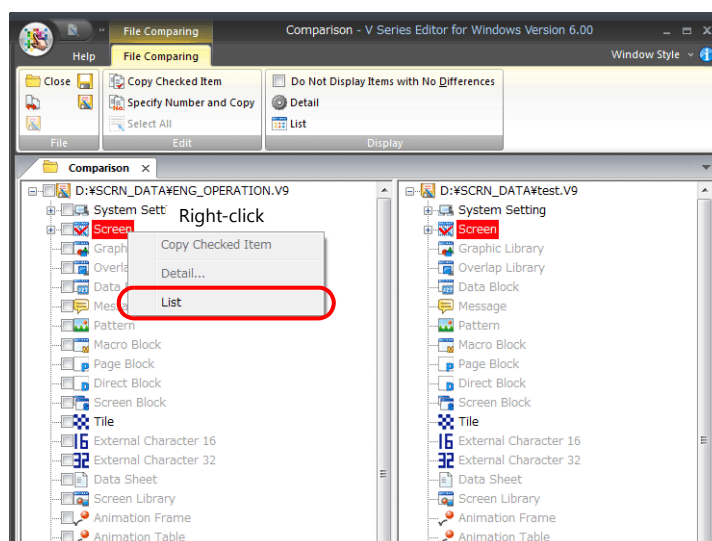 File Comparing
Comparison - V Series Editor for Windows Version 6.00
Help
File Comparing
Window Style
Close
Copy Checked Item
Do Not Display Items with No Differences
Specify Number and Copy
Detail
Select All
List
File
Edit
Display
Comparison
D:¥SCRN_DATA¥ENG_OPERATION.V9
System Sett
Right-click
Screen
Graph
Overla
Data
Mes
Pattern
Macro Block
Page Block
Direct Block
Screen Block
Tile
External Character 16
External Character 32
Data Sheet
Screen Library
Animation Frame
Animation Table
Copy Checked Item
Detail...
List
D:¥SCRN_DATA¥test.V9
System Setting
Screen
Graphic Library
Overlap Library
Data Block
Message
Pattern
Macro Block
Page Block
Direct Block
Screen Block
Tile
External Character 16
External Character 32
Data Sheet
Screen Library
Animation Frame
Animation Table